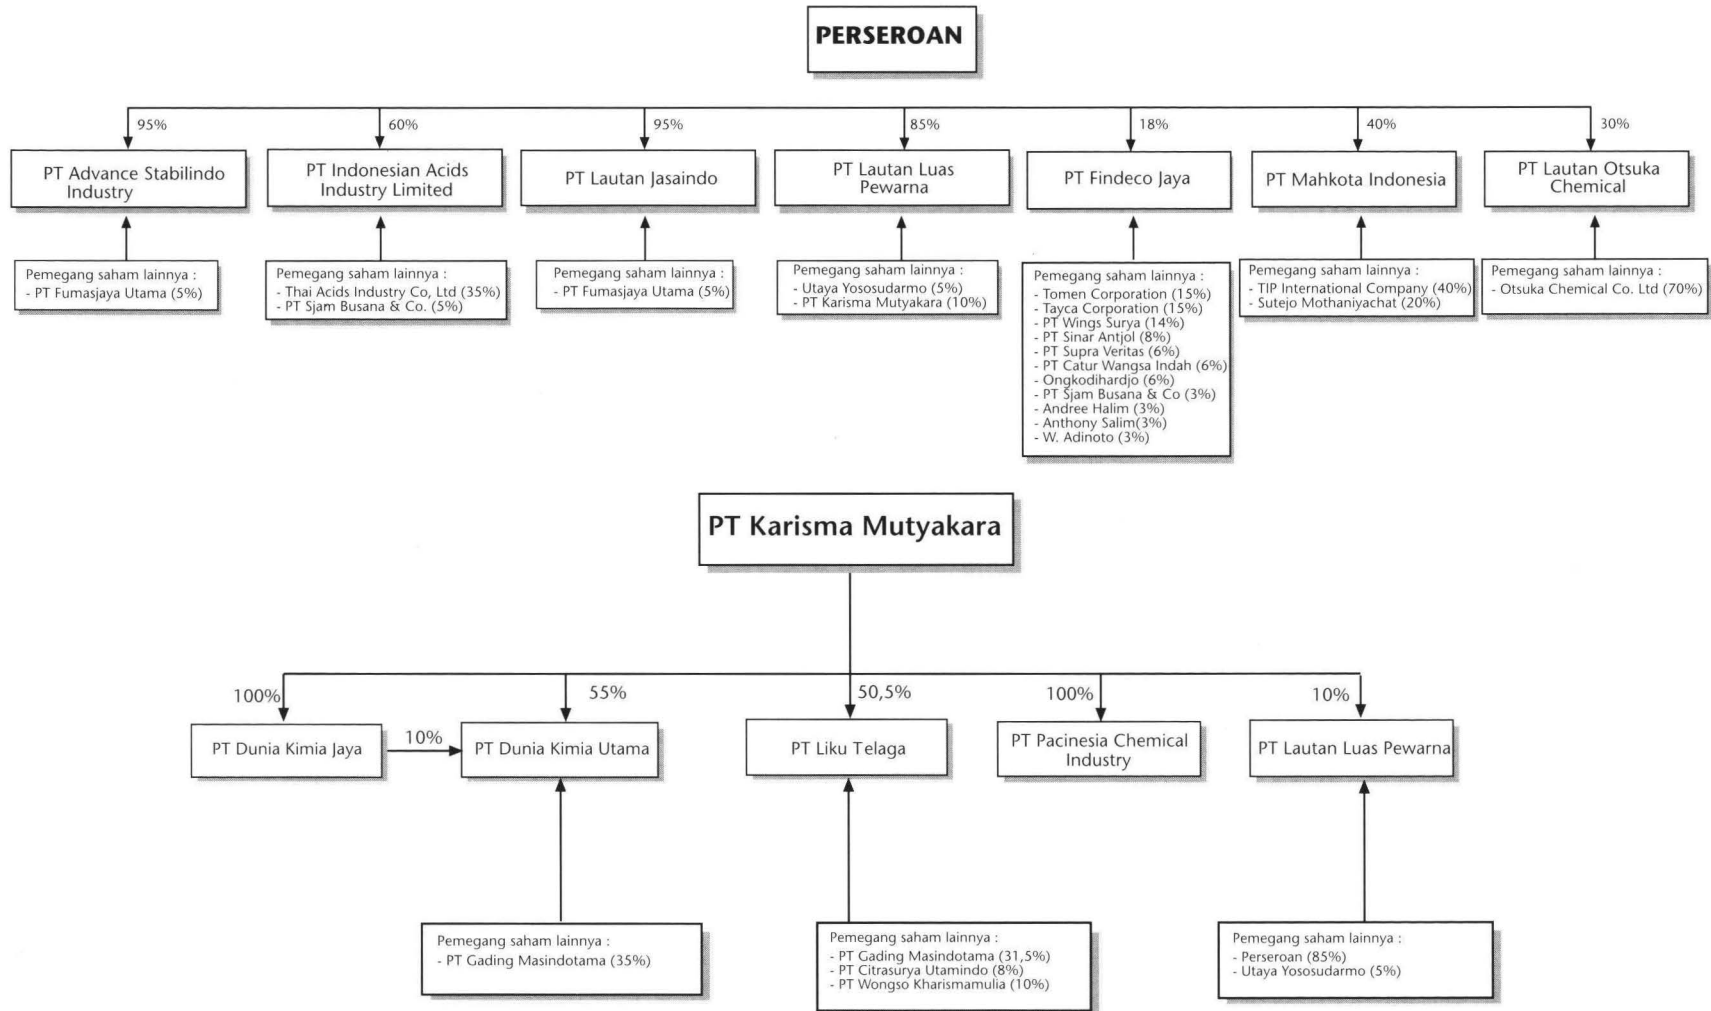 PERSEROAN
95%
60%
95%
85%
18%
40%
30%
PT Advance Stabilindo
Industry
PT Indonesian Acids
Industry Limited
PT Lautan Jasaindo
PT Lautan Luas
Pewarna
PT Findeco Jaya
PT Mahkota Indonesia
PT Lautan Otsuka
Chemical
Pemegang saham lainnya :
- PT Fumasjaya Utama (5%)
Pemegang saham lainnya :
- Thai Acids Industry Co, Ltd (35%)
- PT Sjam Busana & Co. (5%)
Pemegang saham lainnya :
- PT Fumasjaya Utama (5%)
Pemegang saham lainnya :
- Utaya Yososudarmo (5%)
- PT Karisma Mutyakara (10%)
Pemegang saham lainnya :
- Tomen Corporation (15%)
- Tayca Corporation (15%)
- PT Wings Surya (14%)
- PT Sinar Antjol (8%)
- PT Supra Veritas (6%)
- PT Catur Wangsa Indah (6%)
- Ongkodihardjo (6%)
- PT Sjam Busana & Co (3%)
- Andree Halim (3%)
- Anthony Salim(3%)
- W. Adinoto (3%)
Pemegang saham lainnya :
- TIP International Company (40%)
- Sutejo Mothaniyachat (20%)
Pemegang saham lainnya :
- Otsuka Chemical Co. Ltd (70%)
PT Karisma Mutyakara
100%
55%
50,5%
100%
10%
PT Dunia Kimia Jaya
10%
PT Dunia Kimia Utama
PT Liku Telaga
PT Pacinesia Chemical
Industry
PT Lautan Luas Pewarna
Pemegang saham lainnya :
- PT Gading Masindotama (35%)
Pemegang saham lainnya :
- PT Gading Masindotama (31,5%)
- PT Citrasurya Utamindo (8%)
- PT Wongso Kharismamulia (10%)
Pemegang saham lainnya :
- Perseroan (85%)
- Utaya Yososudarmo (5%)